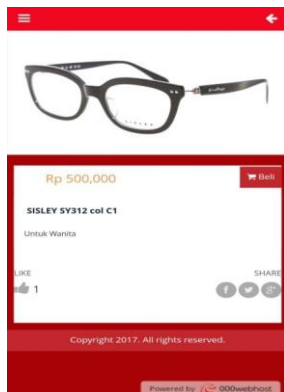 SISLEY
Rp 500,000
Beli
SISLEY SY312 col C1
Untuk Wanita
LIKE
SHARE
1
Copyright 2017. All rights reserved.
Powered by 000webhost